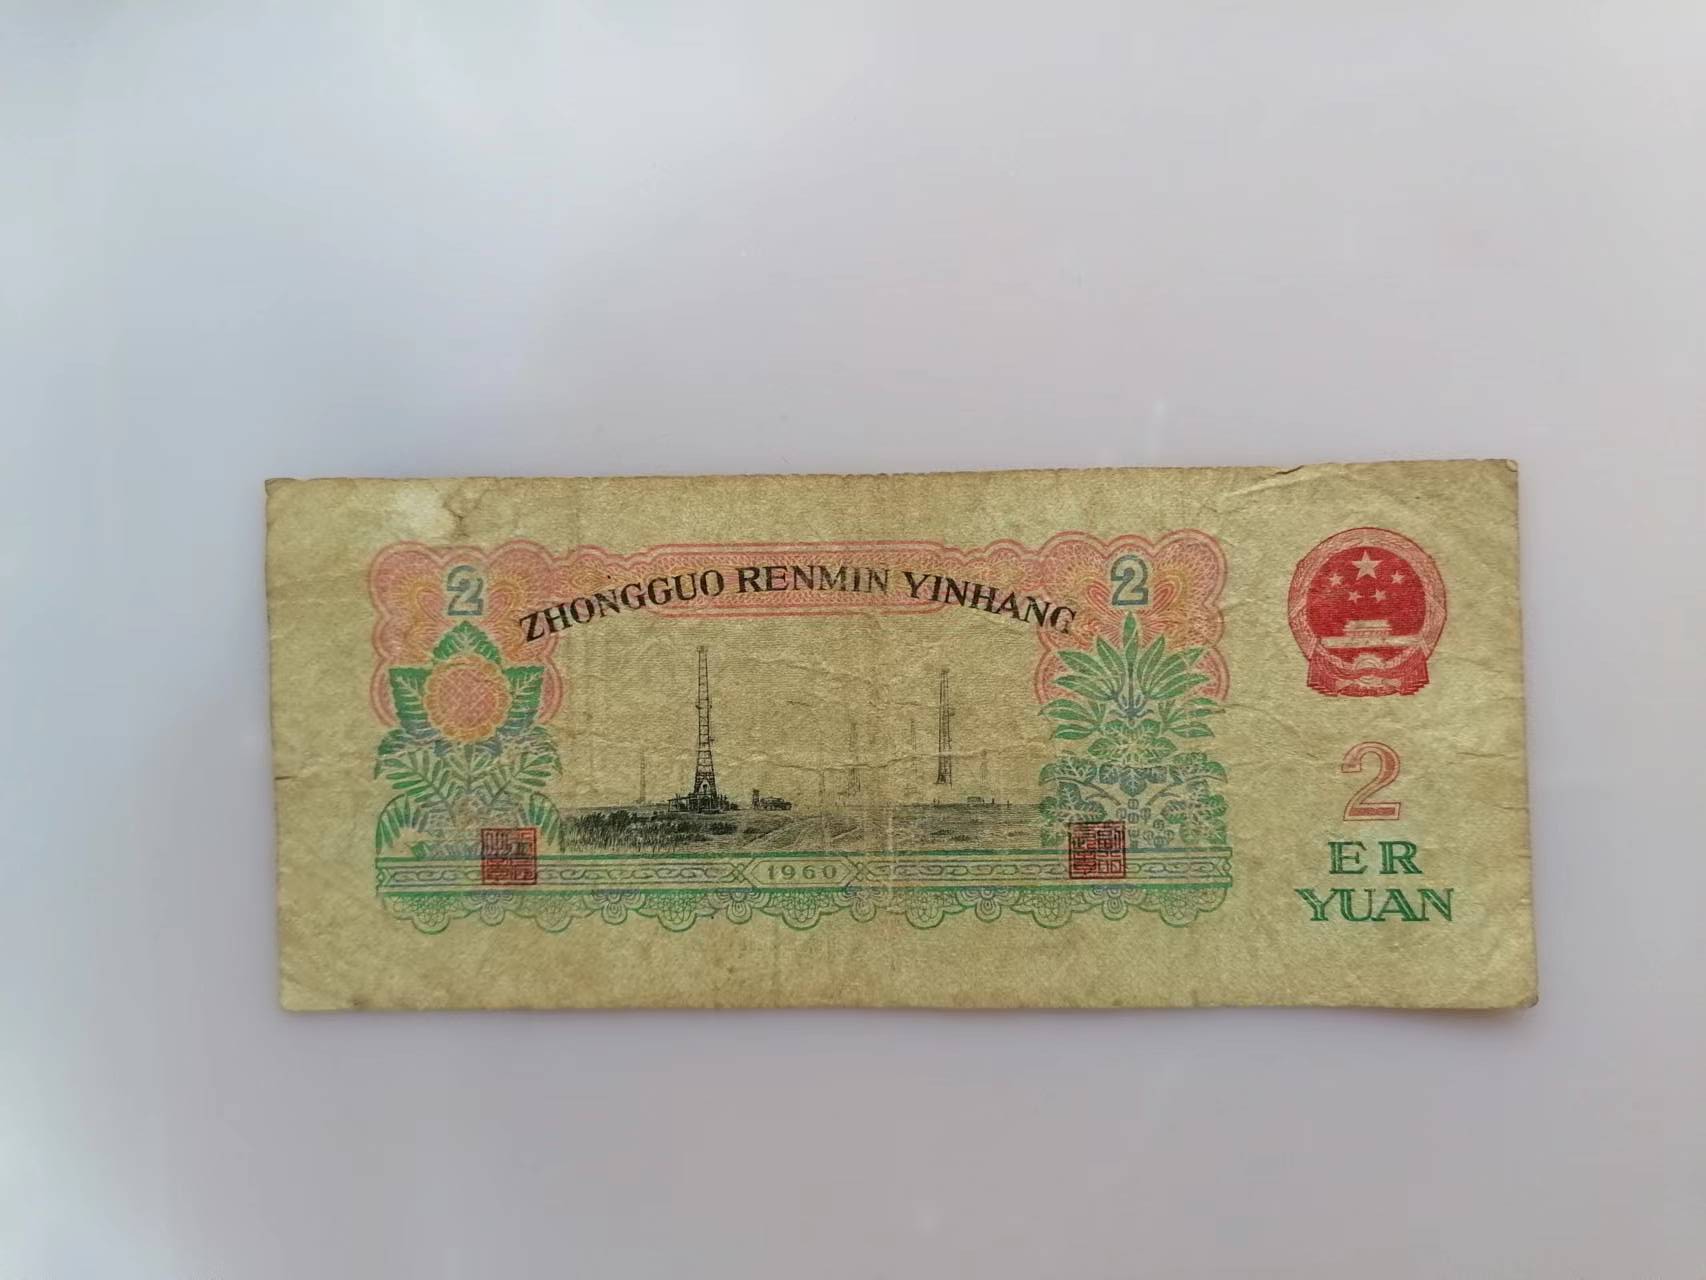 2
ZHONGGUO RENMIN YINHANG
2
1960
2
ER
YUAN